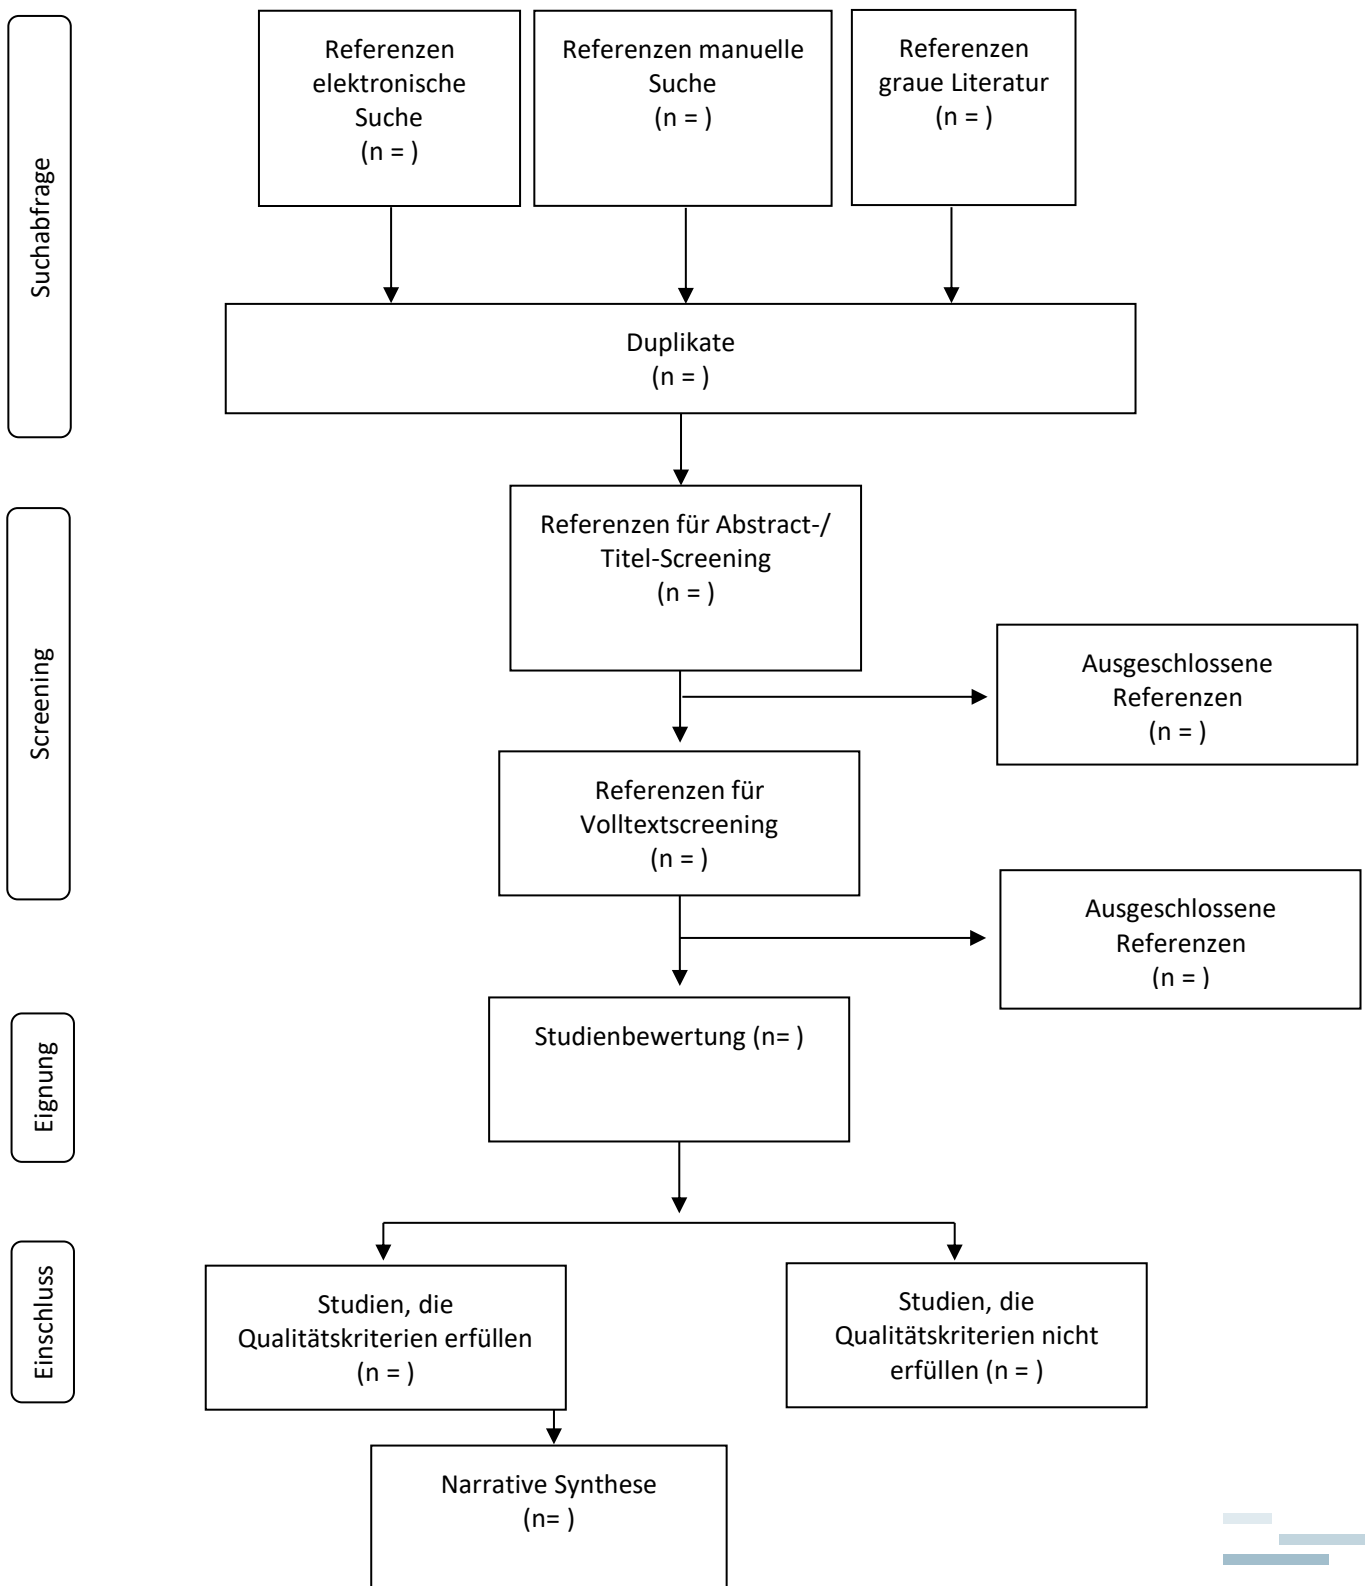 Suchabfrage
Referenzen
elektronische
Suche
(n = )
Referenzen manuelle
Suche
(n = )
Referenzen
graue Literatur
(n = )
Duplikate
(n = )
Screening
Referenzen für Abstract-/
Titel-Screening
(n = )
Ausgeschlossene
Referenzen
(n = )
Referenzen für
Volltextscreening
(n = )
Ausgeschlossene
Referenzen
(n = )
Eignung
Studienbewertung (n= )
Einschluss
Studien, die
Qualitätskriterien erfüllen
(n = )
Studien, die
Qualitätskriterien nicht
erfüllen (n = )
Narrative Synthese
(n= )